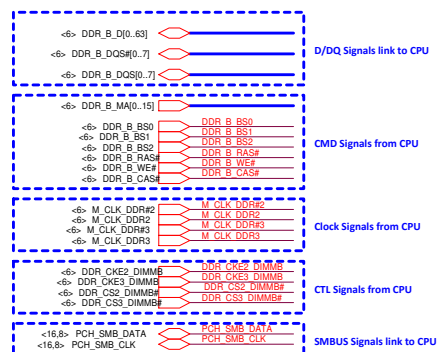 <6> DDR_B_D[0..63]
<6> DDR_B_DQS#[0..7]
D/DQ Signals link to CPU
<6> DDR_B_DQS[0..7]
<6> DDR_B_MA[0..15]
<6> DDR_B_BS0 DDR_B_BS0
<6> DDR_B_BS1 DDR_B_BS1
<6> DDR_B_BS2 DDR_B_BS2
CMD Signals from CPU
<6> DDR_B_RAS# DDR_B_RAS#
<6> DDR_B_WE# DDR_B_WE#
<6> DDR_B_CAS# DDR_B_CAS#
<6> M_CLK_DDR#2 M_CLK_DDR#2
<6> M_CLK_DDR2 M_CLK_DDR2
Clock Signals from CPU
<6> M_CLK_DDR#3 M_CLK_DDR#3
<6> M_CLK_DDR3 M_CLK_DDR3
<6> DDR_CKE2_DIMMB DDR_CKE2_DIMMB
<6> DDR_CKE3_DIMMB DDR_CKE3_DIMMB
<6> DDR_CS2_DIMMB# DDR_CS2_DIMMB#
CTL Signals from CPU
<6> DDR_CS3_DIMMB# DDR_CS3_DIMMB#
<16,8> PCH_SMB_DATA PCH_SMB_DATA
<16,8> PCH_SMB_CLK PCH_SMB_CLK
SMBUS Signals link to CPU